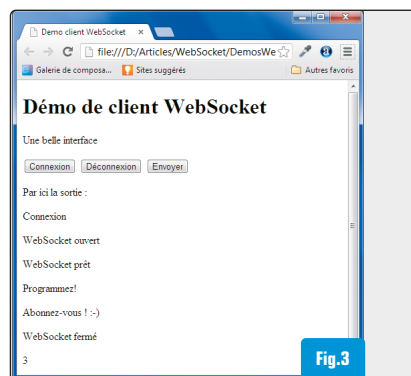 Demo client WebSocket
file:///D:/Articles/WebSocket/DemosWe
Galerie de composa... Sites suggérés Autres favoris
Démo de client WebSocket
Une belle interface
Connexion Déconnexion Envoyer
Par ici la sortie :
Connexion
WebSocket ouvert
WebSocket prêt
Programmez!
Abonnez-vous ! :-)
WebSocket fermé
3
Fig.3